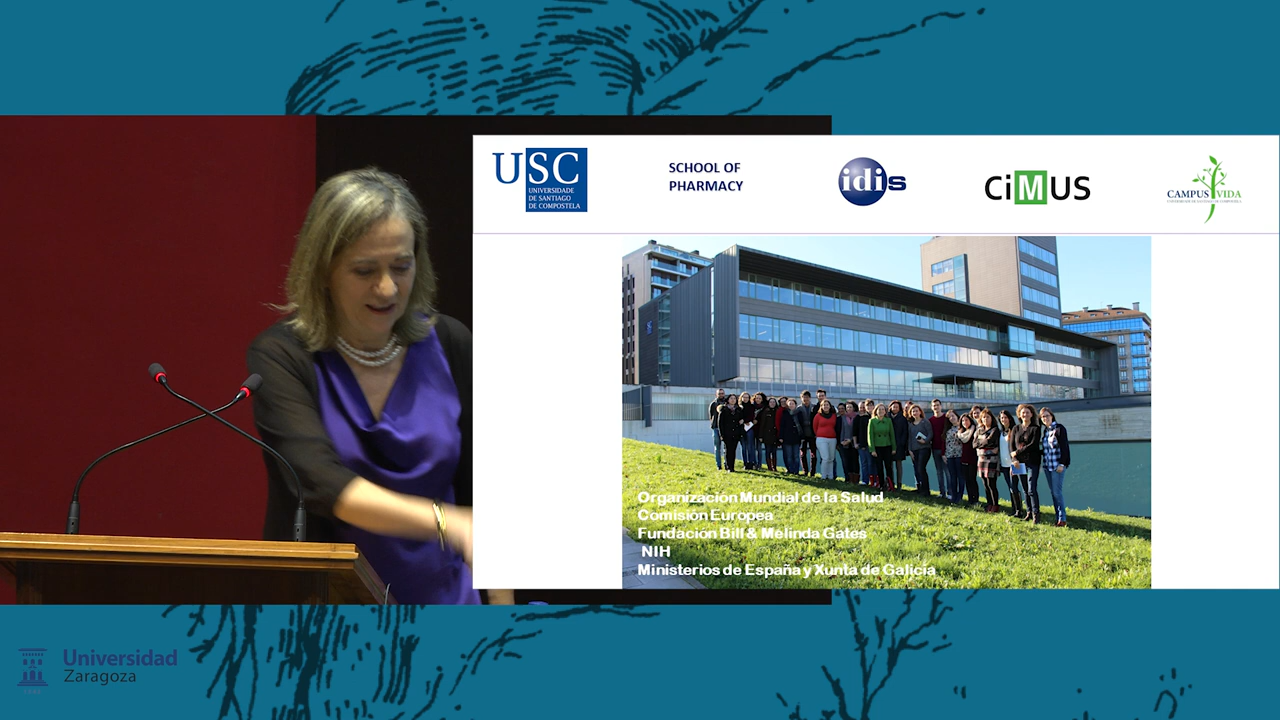 USC
UNIVERSIDADE
DE SANTIAGO
DE COMPOSTELA
SCHOOL OF
PHARMACY
idis
CiMUS
CAMPUS VIDA
Organización Mundial de la Salud
Comisión Europea
Fundación Bill & Melinda Gates
NIH
Ministerios de España y Xunta de Galicia
Universidad
Zaragoza